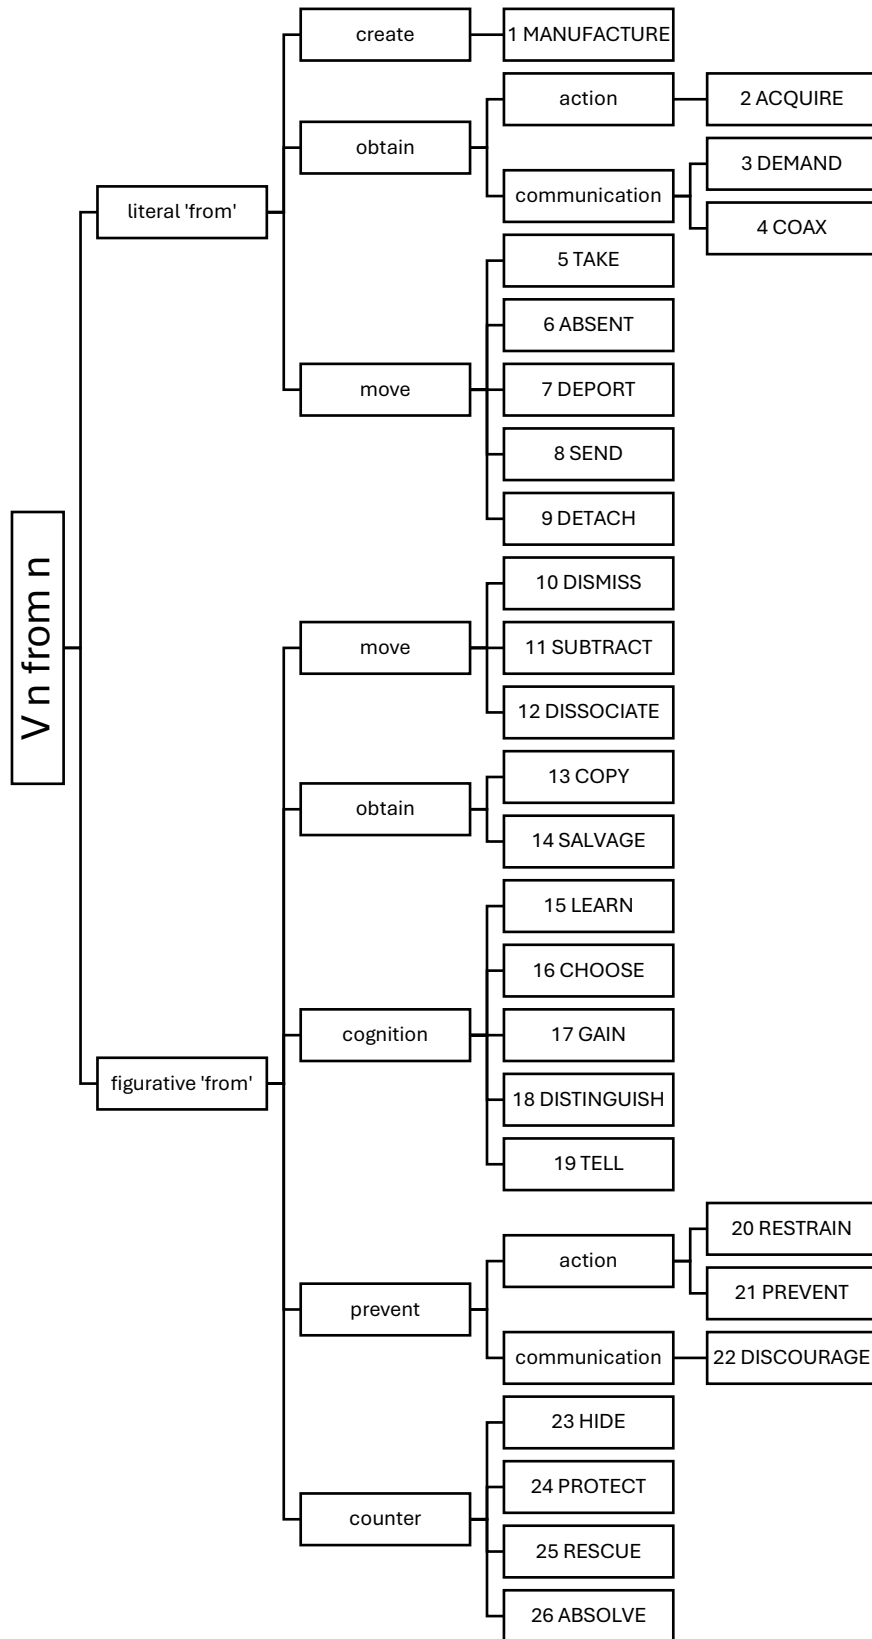 V n from n
literal 'from'
create
1 MANUFACTURE
obtain
action
2 ACQUIRE
communication
3 DEMAND
4 COAX
move
5 TAKE
6 ABSENT
7 DEPORT
8 SEND
9 DETACH
figurative 'from'
move
10 DISMISS
11 SUBTRACT
12 DISSOCIATE
obtain
13 COPY
14 SALVAGE
cognition
15 LEARN
16 CHOOSE
17 GAIN
18 DISTINGUISH
19 TELL
prevent
action
20 RESTRAIN
21 PREVENT
communication
22 DISCOURAGE
counter
23 HIDE
24 PROTECT
25 RESCUE
26 ABSOLVE